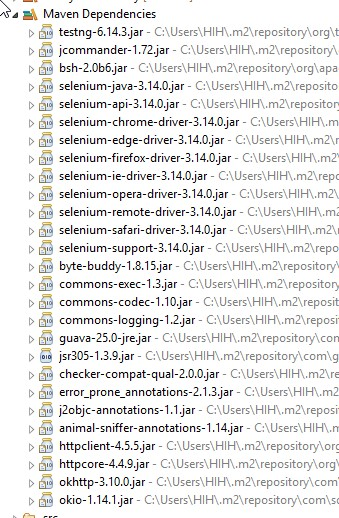 Maven Dependencies
testng-6.14.3.jar - C:\Users\HIH\.m2\repository\org\t
jcommander-1.72.jar - C:\Users\HIH\.m2\repository\
bsh-2.0b6.jar - C:\Users\HIH\.m2\repository\org\apa
selenium-java-3.14.0.jar - C:\Users\HIH\.m2\reposit
selenium-api-3.14.0.jar - C:\Users\HIH\.m2\reposito
selenium-chrome-driver-3.14.0.jar - C:\Users\HIH\.
selenium-edge-driver-3.14.0.jar - C:\Users\HIH\.m2
selenium-firefox-driver-3.14.0.jar - C:\Users\HIH\.m
selenium-ie-driver-3.14.0.jar - C:\Users\HIH\.m2\rep
selenium-opera-driver-3.14.0.jar - C:\Users\HIH\.m
selenium-remote-driver-3.14.0.jar - C:\Users\HIH\.
selenium-safari-driver-3.14.0.jar - C:\Users\HIH\.m2
selenium-support-3.14.0.jar - C:\Users\HIH\.m2\repo
byte-buddy-1.8.15.jar - C:\Users\HIH\.m2\repository
commons-exec-1.3.jar - C:\Users\HIH\.m2\repositor
commons-codec-1.10.jar - C:\Users\HIH\.m2\reposit
commons-logging-1.2.jar - C:\Users\HIH\.m2\reposi
guava-25.0-jre.jar - C:\Users\HIH\.m2\repository\co
jsr305-1.3.9.jar - C:\Users\HIH\.m2\repository\com\g
checker-compat-qual-2.0.0.jar - C:\Users\HIH\.m2\r
error_prone_annotations-2.1.3.jar - C:\Users\HIH\.m
j2objc-annotations-1.1.jar - C:\Users\HIH\.m2\repos
animal-sniffer-annotations-1.14.jar - C:\Users\HIH\.
httpclient-4.5.5.jar - C:\Users\HIH\.m2\repository\o
httpcore-4.4.9.jar - C:\Users\HIH\.m2\repository\org\
okhttp-3.10.0.jar - C:\Users\HIH\.m2\repository\com\
okio-1.14.1.jar - C:\Users\HIH\.m2\repository\com\sq